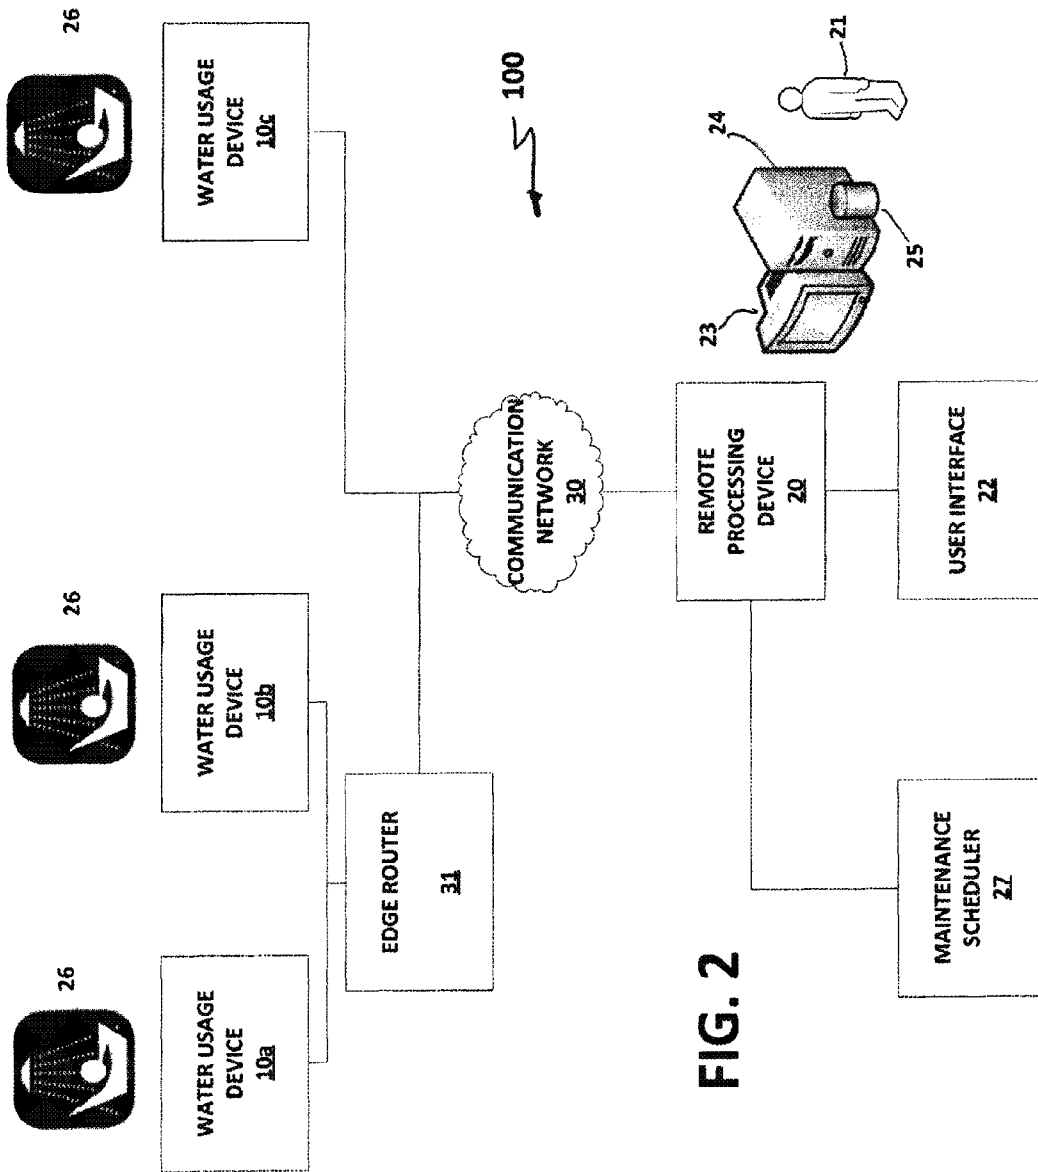 26
26
26
WATER USAGE
DEVICE
10a
WATER USAGE
DEVICE
10b
WATER USAGE
DEVICE
10c
EDGE ROUTER
31
100
COMMUNICATION
NETWORK
30
REMOTE
PROCESSING
DEVICE
20
23
24
25
21
MAINTENANCE
SCHEDULER
27
USER INTERFACE
22
FIG. 2